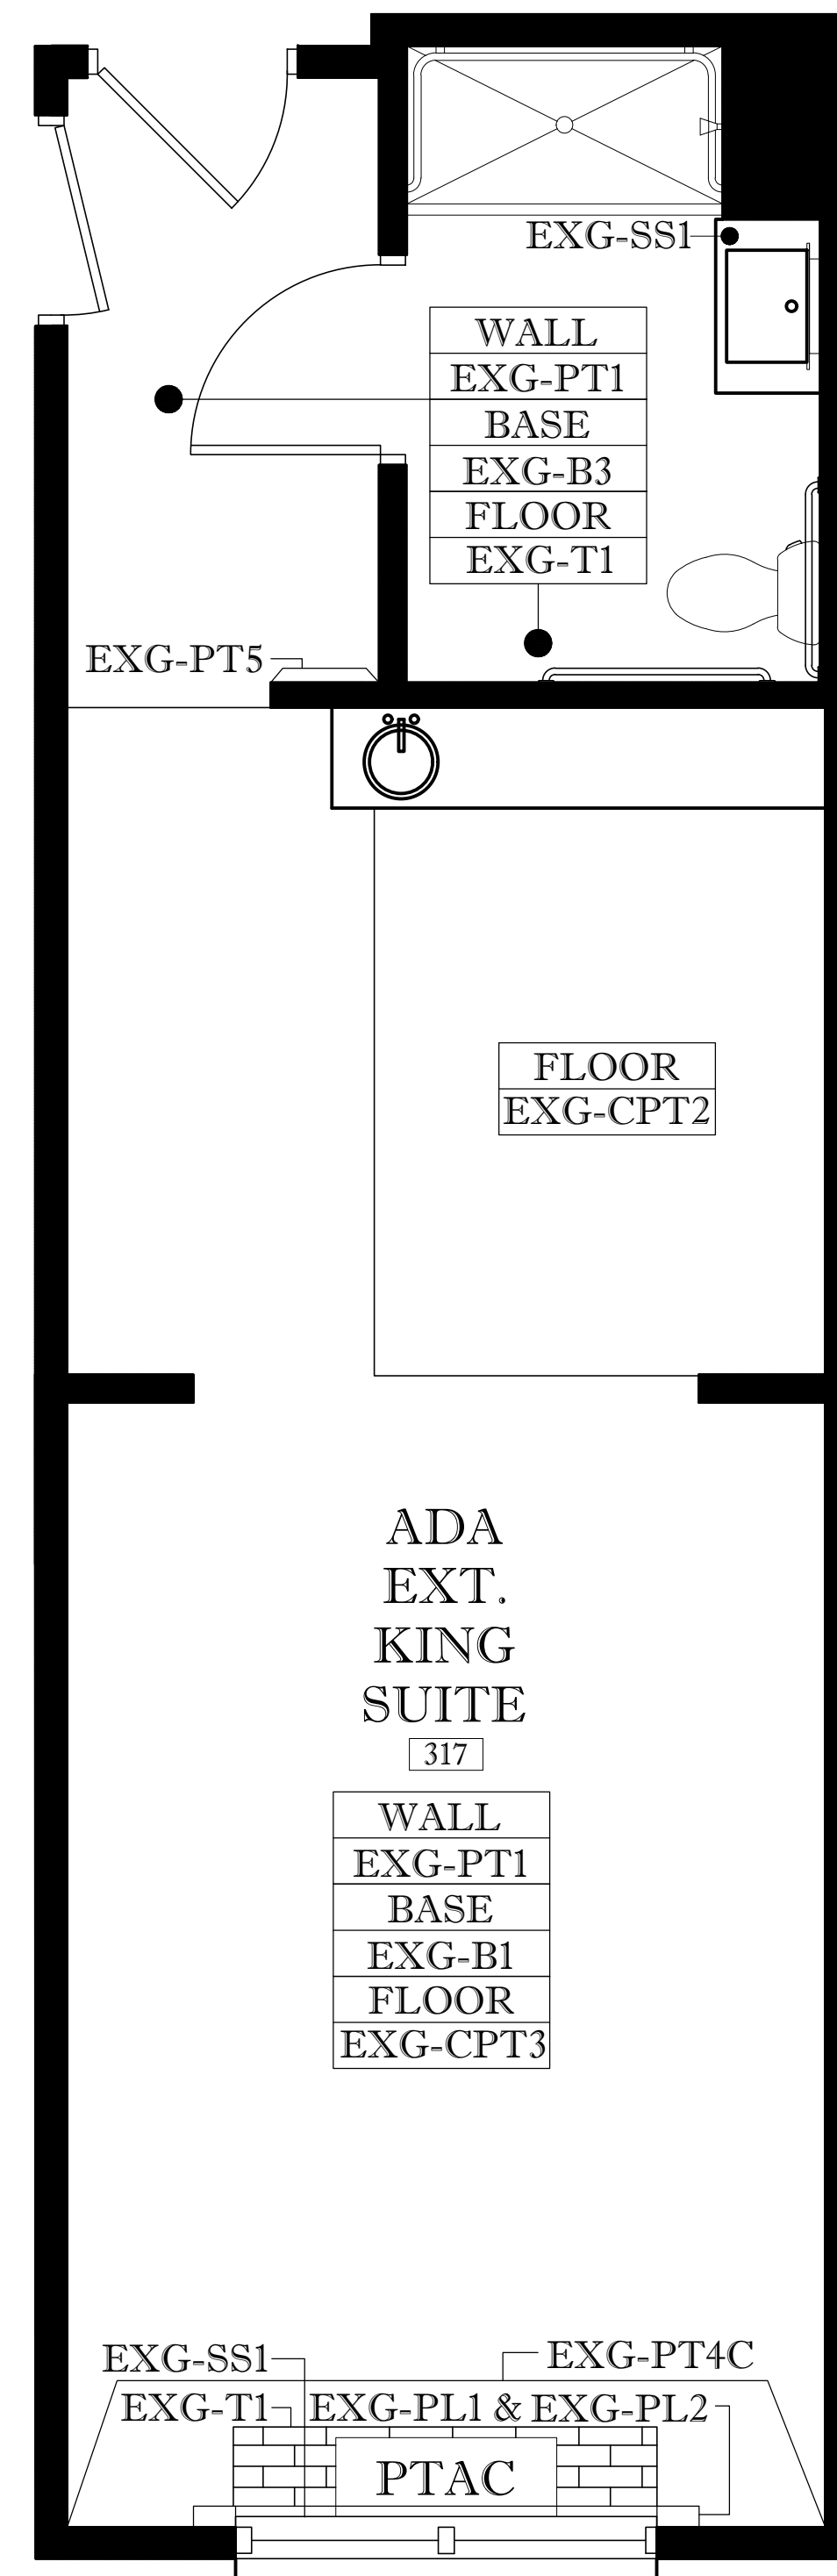 EXG-SS1
WALL
EXG-PT1
BASE
EXG-B3
FLOOR
EXG-T1
EXG-PT5
FLOOR
EXG-CPT2
ADA
EXT.
KING
SUITE
317
WALL
EXG-PT1
BASE
EXG-B1
FLOOR
EXG-CPT3
EXG-SS1
EXG-PT4C
EXG-T1
EXG-PL1 & EXG-PL2
PTAC